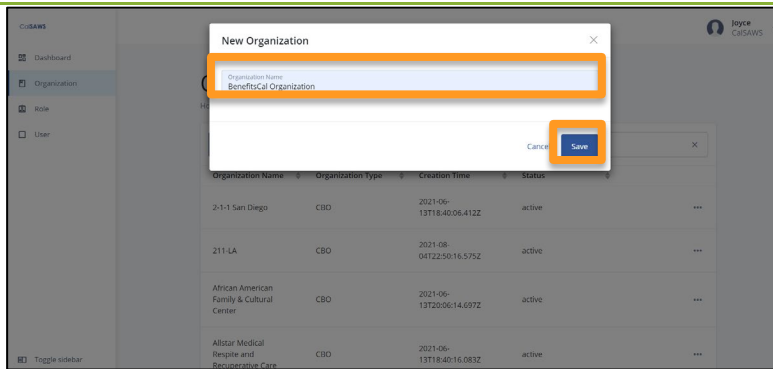 CalSAWS
Joyce
CalSAWS
Dashboard
Organization
Role
User
Toggle sidebar
New Organization
Organization Name
BenefitsCal Organization
Cancel
Save
Organization Name Organization Type Creation Time Status
2-1-1 San Diego CBO 2021-06- active
13T18:40:06.412Z
211-LA CBO 2021-08- active
04T22:50:16.575Z
African American
Family & Cultural CBO 2021-06- active
13T20:06:14.697Z
Center
Allstar Medical
Respite and CBO 2021-06- active
13T18:40:16.083Z
Recuperative Care